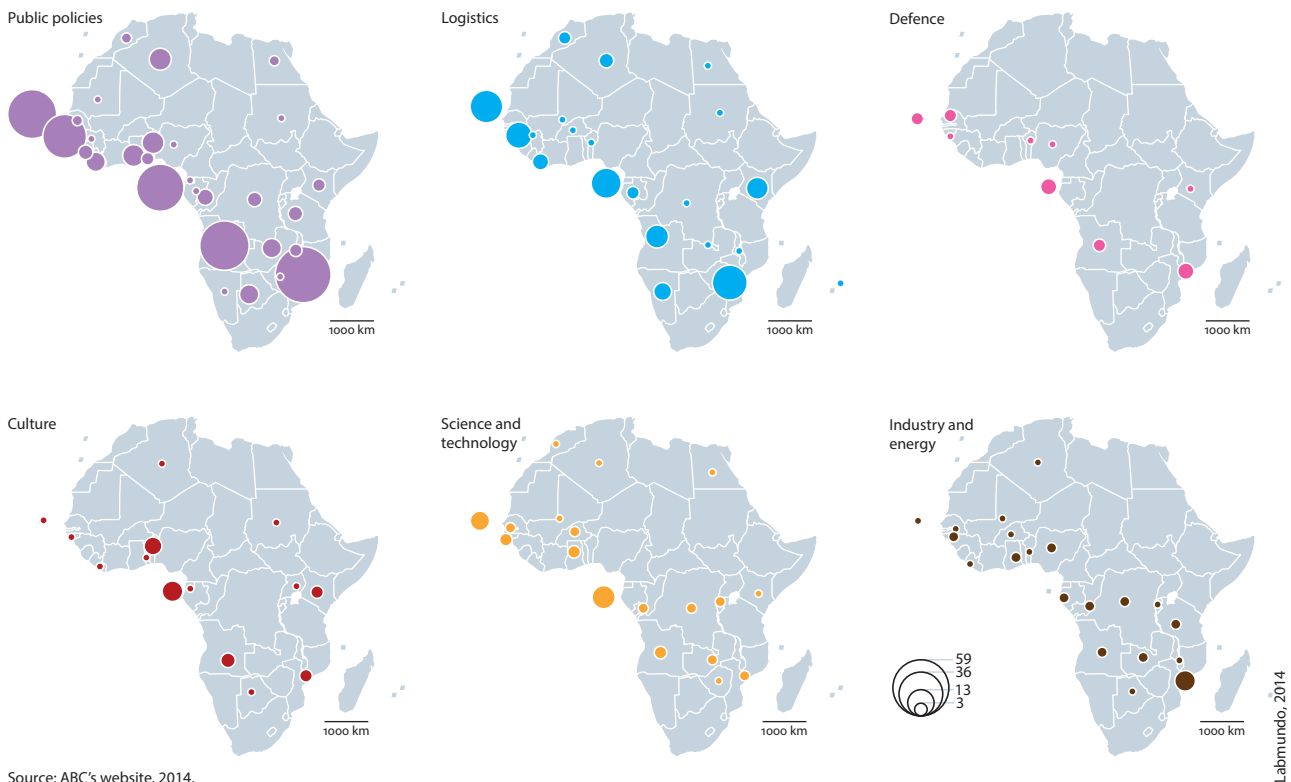 Public policies
Logistics
Defence
1000 km
1000 km
1000 km
Culture
Science and
technology
Industry and
energy
59
36
13
3
1000 km
1000 km
1000 km
Labmundo, 2014
Source: ABC's website, 2014.